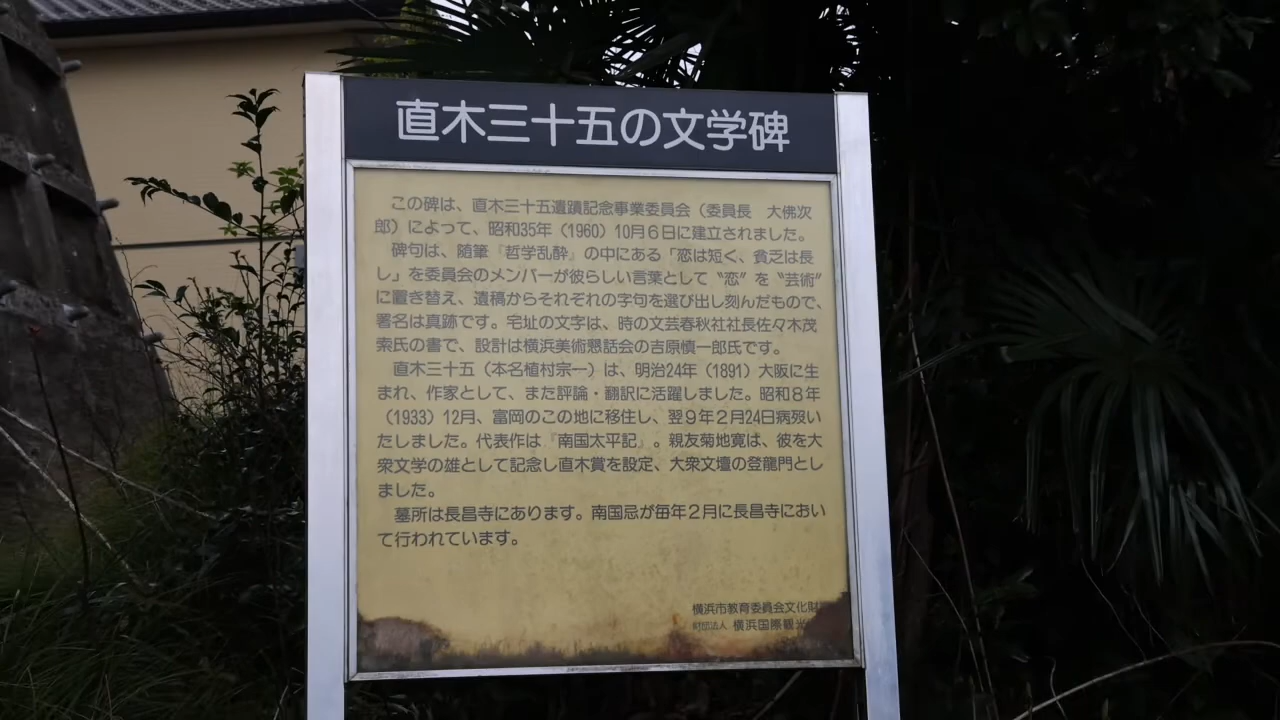 直木三十五の文学碑
この碑は、直木三十五遺蹟記念事業委員会（委員長　大佛次
郎）によって、昭和35年（1960）10月6日に建立されました。
碑句は、随筆『哲学乱酔』の中にある「恋は短く、貧乏は長
し」を委員会のメンバーが彼らしい言葉として〝恋〟を〝芸術〟
に置き替え、遺稿からそれぞれの字句を選び出し刻んだもので、
署名は真跡です。宅址の文字は、時の文芸春秋社社長佐々木茂
索氏の書で、設計は横浜美術懇話会の吉原慎一郎氏です。
直木三十五（本名植村宗一）は、明治24年（1891）大阪に生
まれ、作家として、また評論・翻訳に活躍しました。昭和8年
（1933）12月、富岡のこの地に移住し、翌9年2月24日病歿い
たしました。代表作は『南国太平記』。親友菊地寛は、彼を大
衆文学の雄として記念し直木賞を設定、大衆文壇の登龍門とし
ました。
墓所は長昌寺にあります。南国忌が毎年2月に長昌寺におい
て行われています。
横浜市教育委員会文化財
財団法人 横浜国際観光